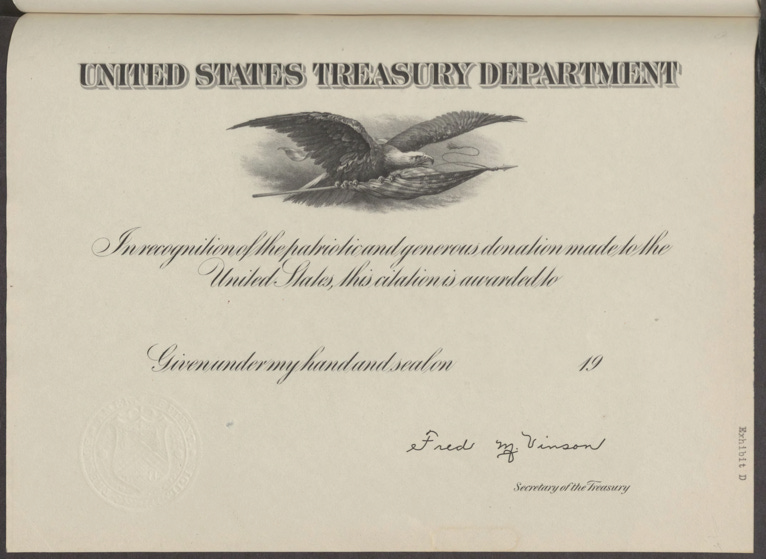 UNITED STATES TREASURY DEPARTMENT
In recognition of the patriotic and generous donation made to the
United States, this citation is awarded to
Given under my hand and seal on 19
Fred M. Vinson
Secretary of the Treasury
Exhibit D